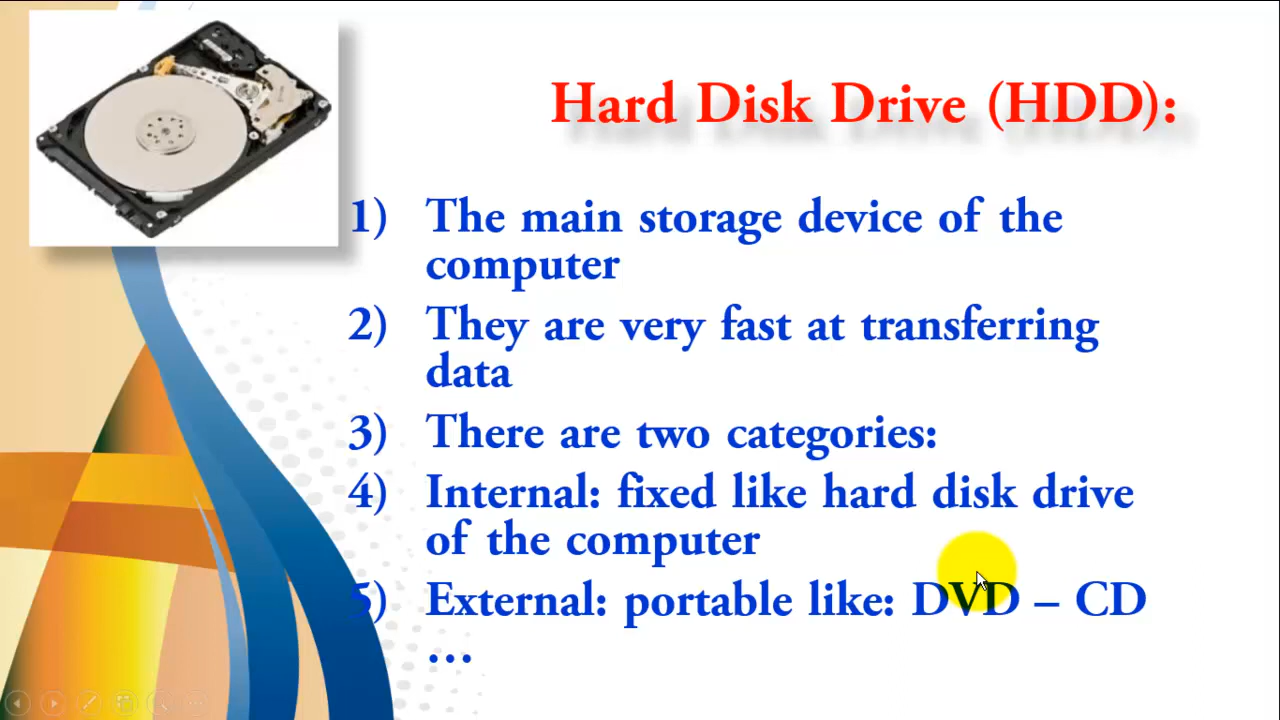 Hard Disk Drive (HDD):
1) The main storage device of the
computer
2) They are very fast at transferring
data
3) There are two categories:
4) Internal: fixed like hard disk drive
of the computer
5) External: portable like: DVD – CD
...